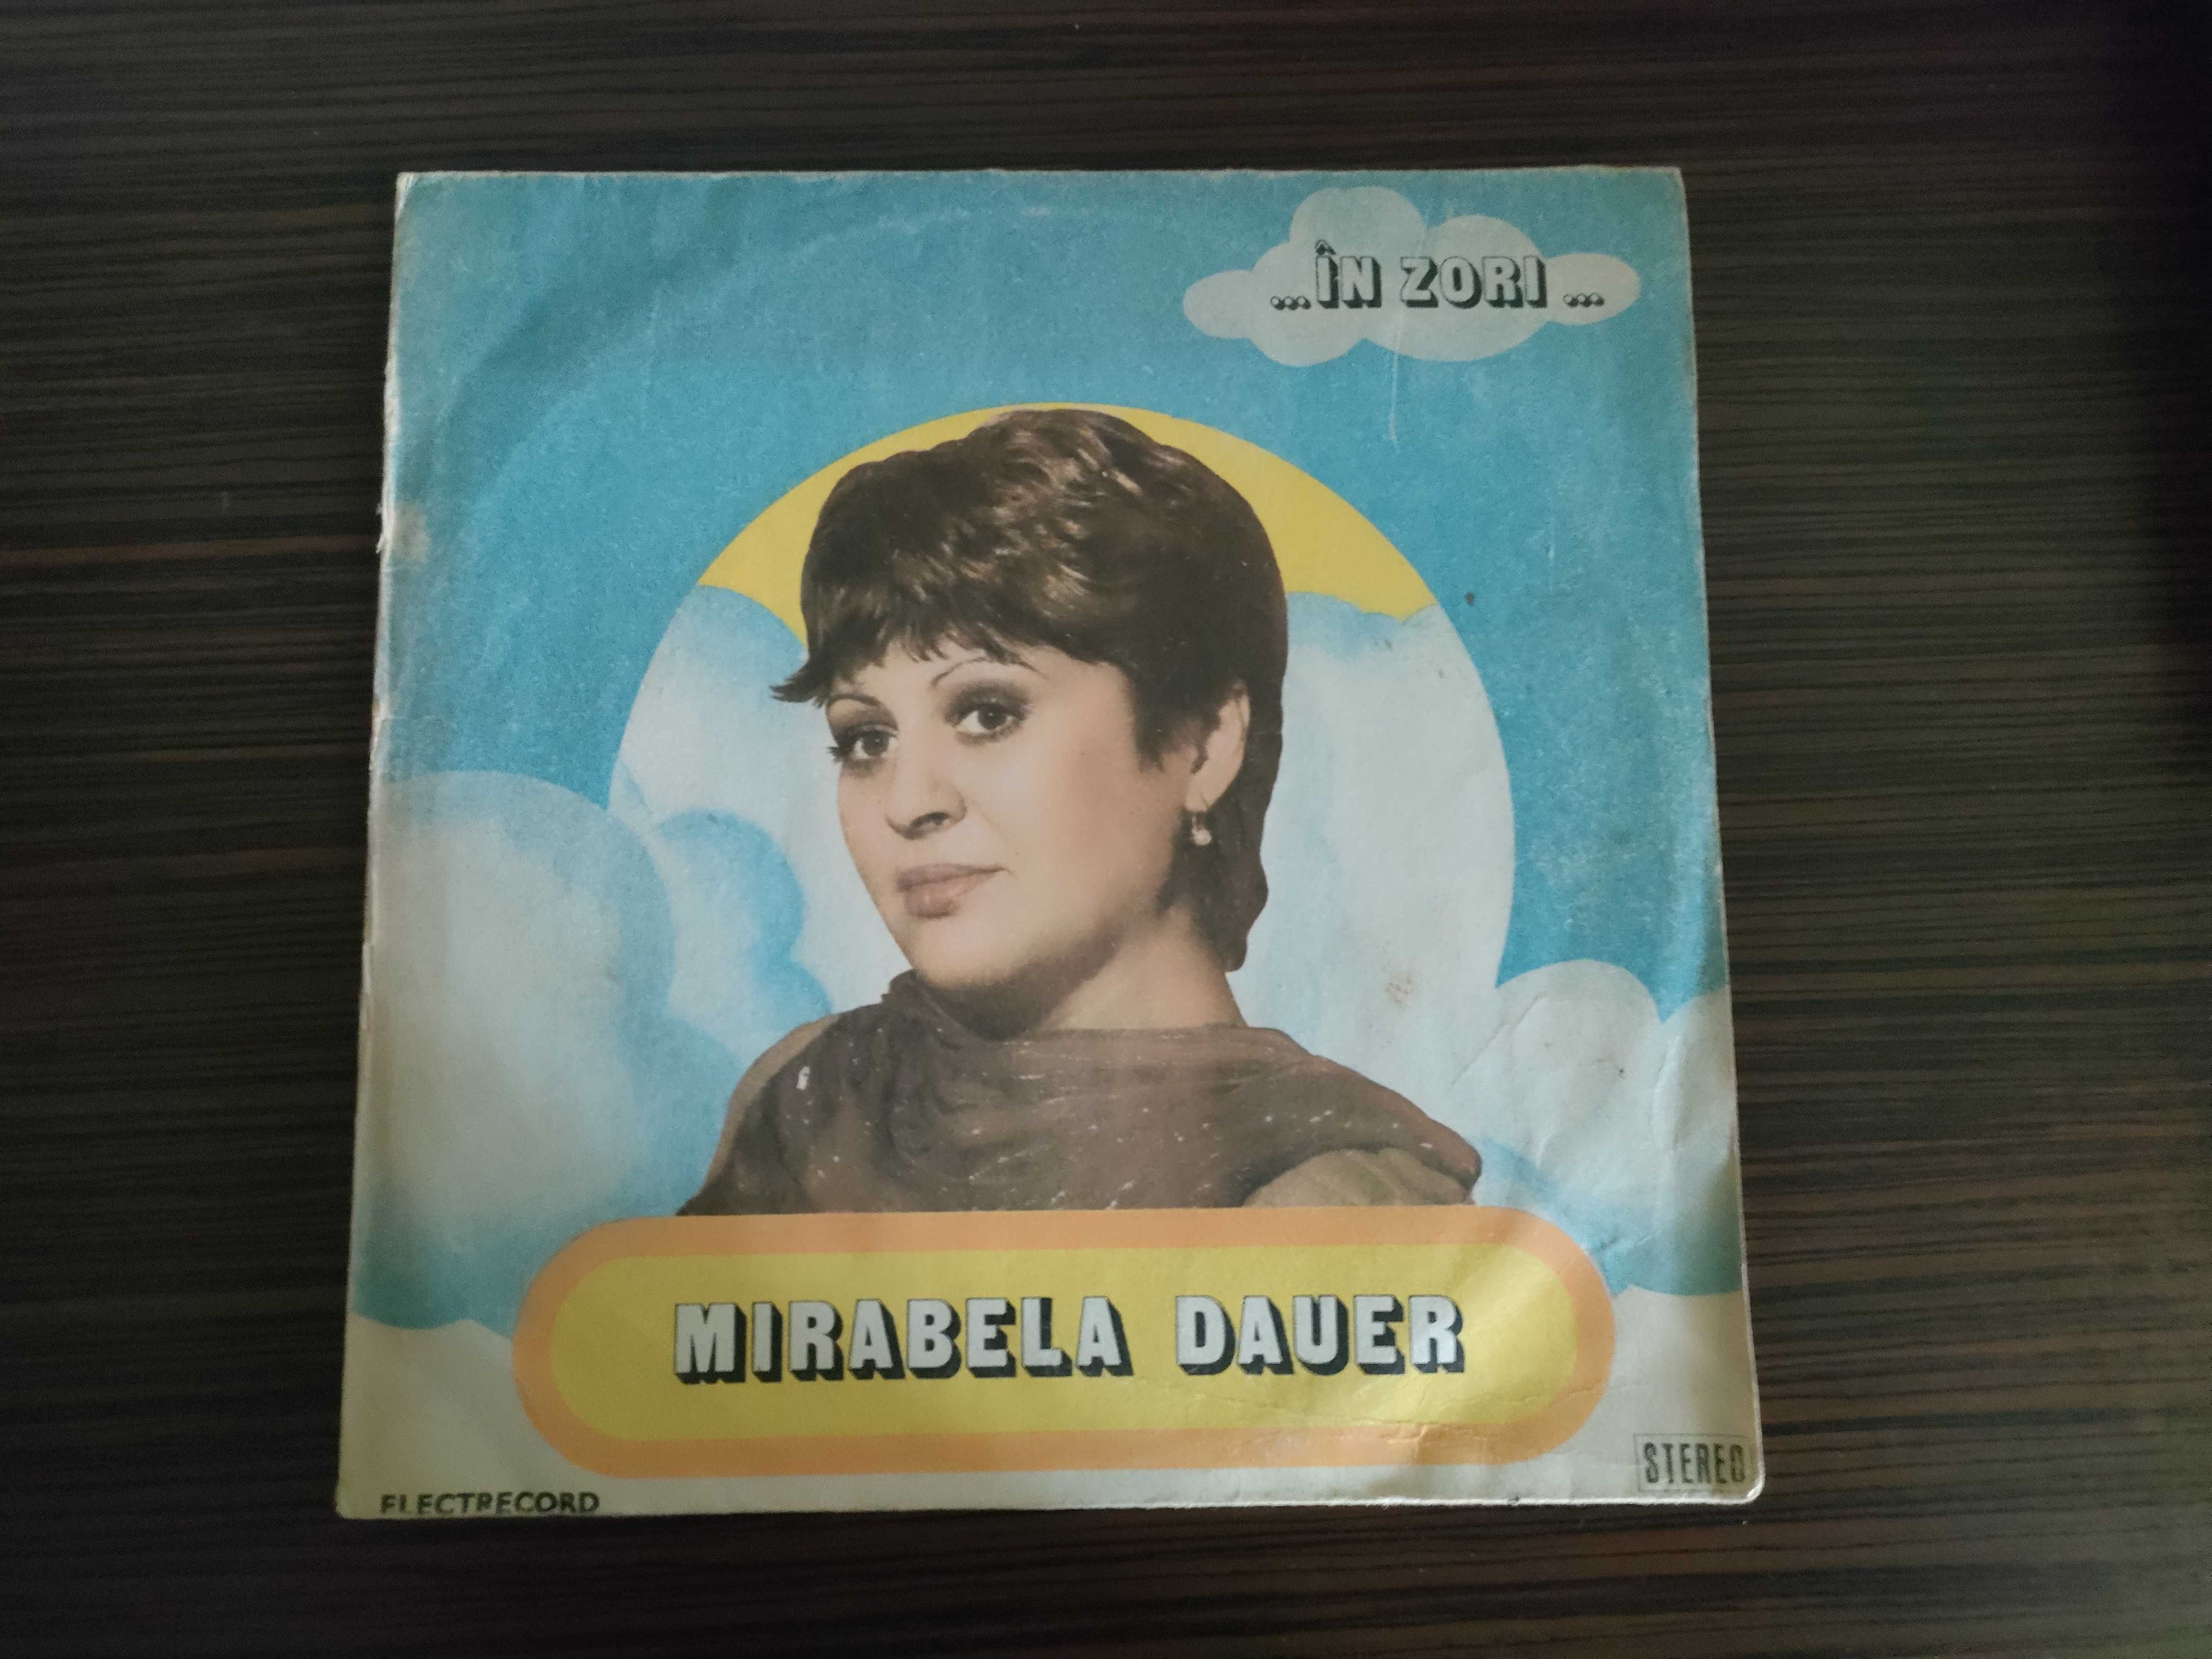 ...ÎN ZORI...
MIRABELA DAUER
STEREO
ELECTRECORD